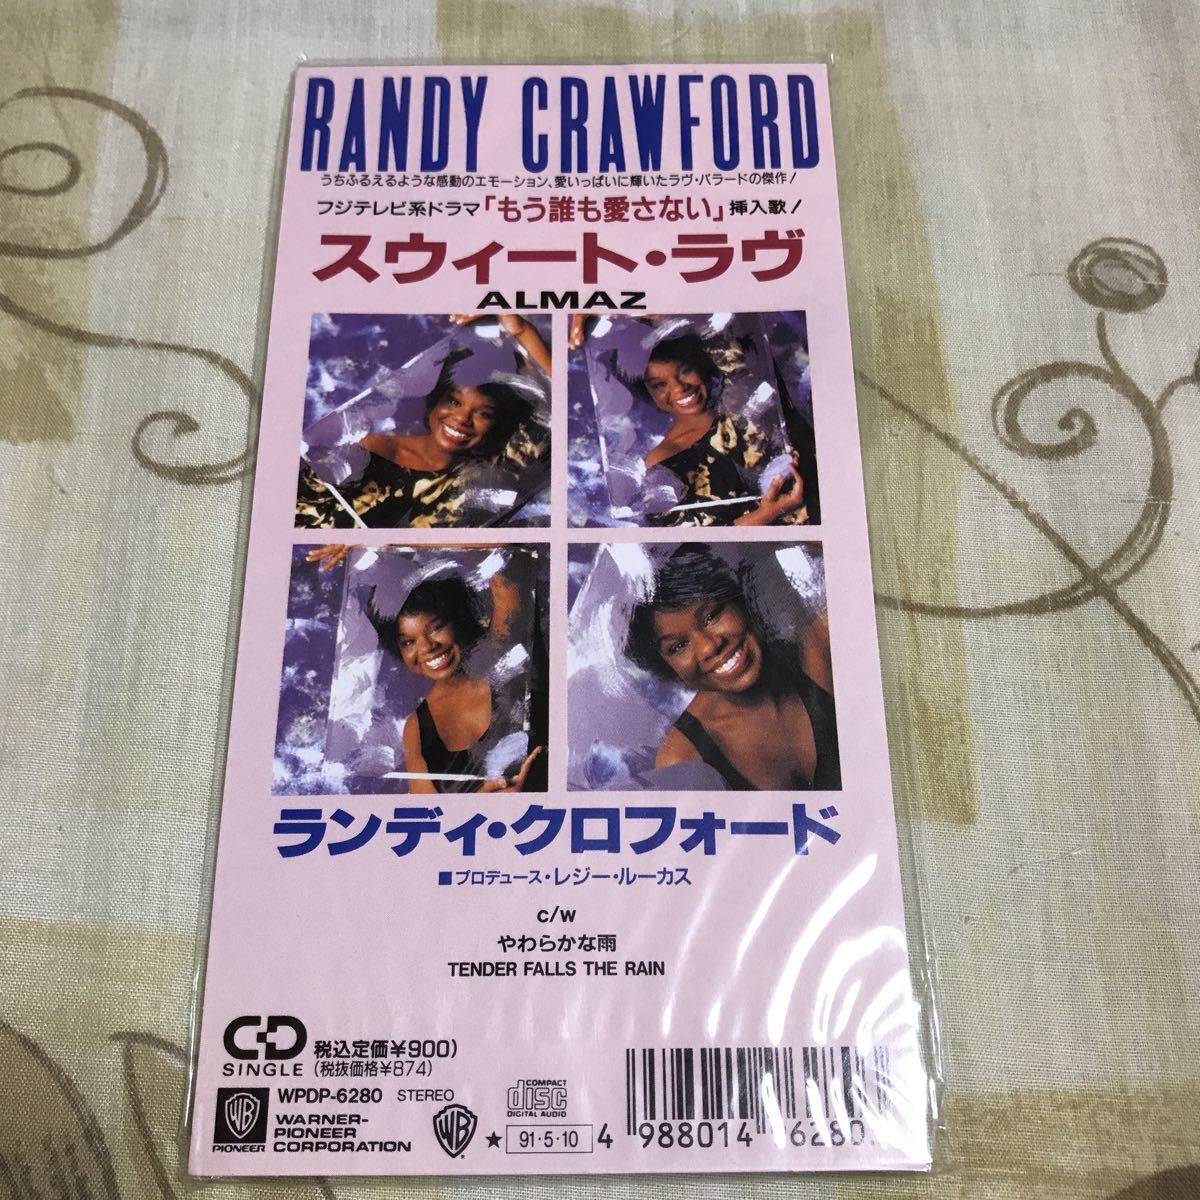 RANDY CRAWFORD
うちふるえるような感動のエモーション、愛いっぱいに輝いたラヴ・バラードの傑作!
フジテレビ系ドラマ「もう誰も愛さない」挿入歌!
スウィート・ラヴ
ALMAZ
ランディ・クロフォード
■プロデュース・レジー・ルーカス
c/w
やわらかな雨
TENDER FALLS THE RAIN
CD
SINGLE
税込定価¥900)
(税抜価格¥874)
WPDP-6280 STEREO
PIONEER
WARNER-
PIONEER
CORPORATION
WB
COMPACT
disc
DIGITAL AUDIO
★ 91・5・10
4 988014 76280